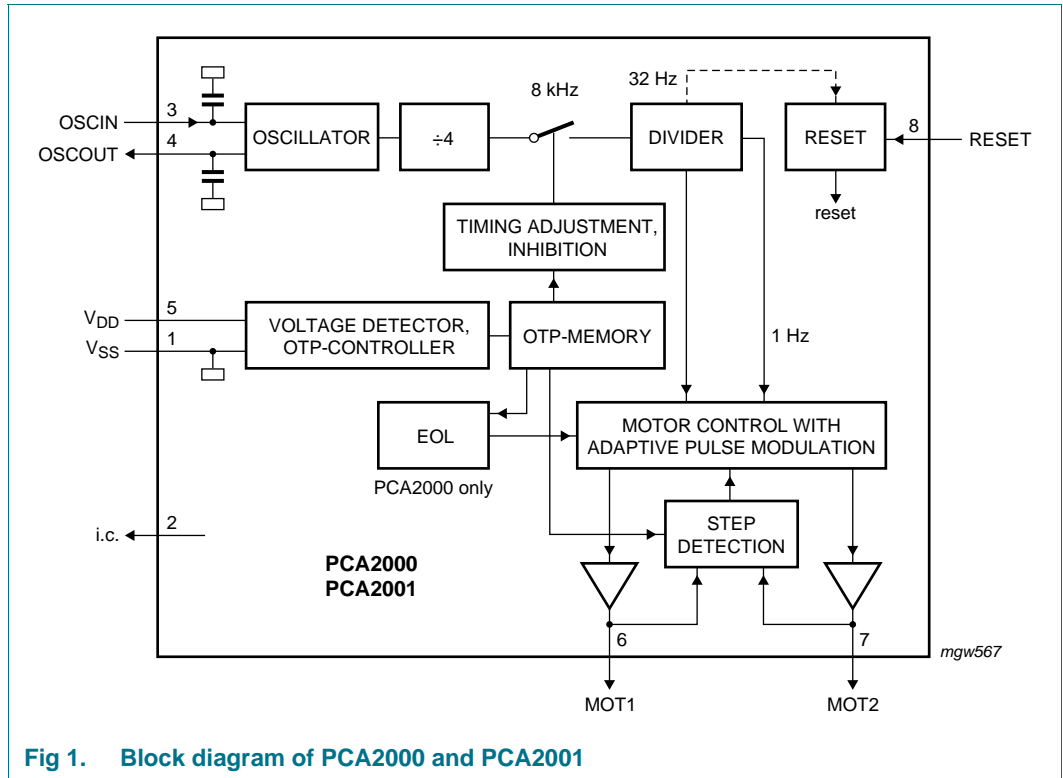 8 kHz
32 Hz
OSCIN
3
OSCOUT
4
OSCILLATOR
÷4
DIVIDER
RESET
8
RESET
reset
TIMING ADJUSTMENT,
INHIBITION
VDD
5
VSS
1
VOLTAGE DETECTOR,
OTP-CONTROLLER
OTP-MEMORY
1 Hz
EOL
PCA2000 only
MOTOR CONTROL WITH
ADAPTIVE PULSE MODULATION
i.c.
2
STEP
DETECTION
PCA2000
PCA2001
6
7
MOT1
MOT2
mgw567
Fig 1. Block diagram of PCA2000 and PCA2001